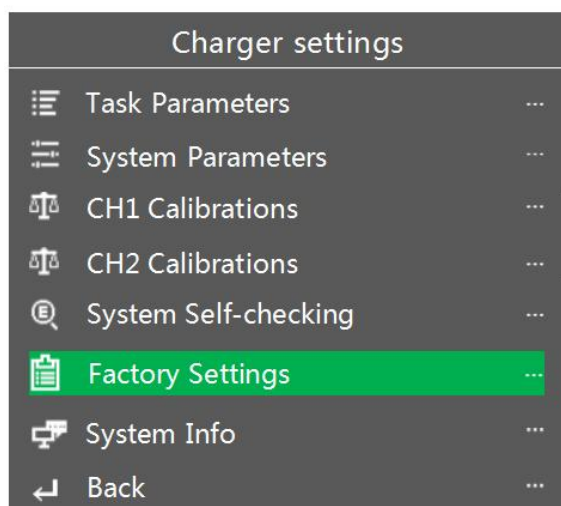 Charger settings
Task Parameters ...
System Parameters ...
CH1 Calibrations ...
CH2 Calibrations ...
System Self-checking ...
Factory Settings ...
System Info ...
Back ...